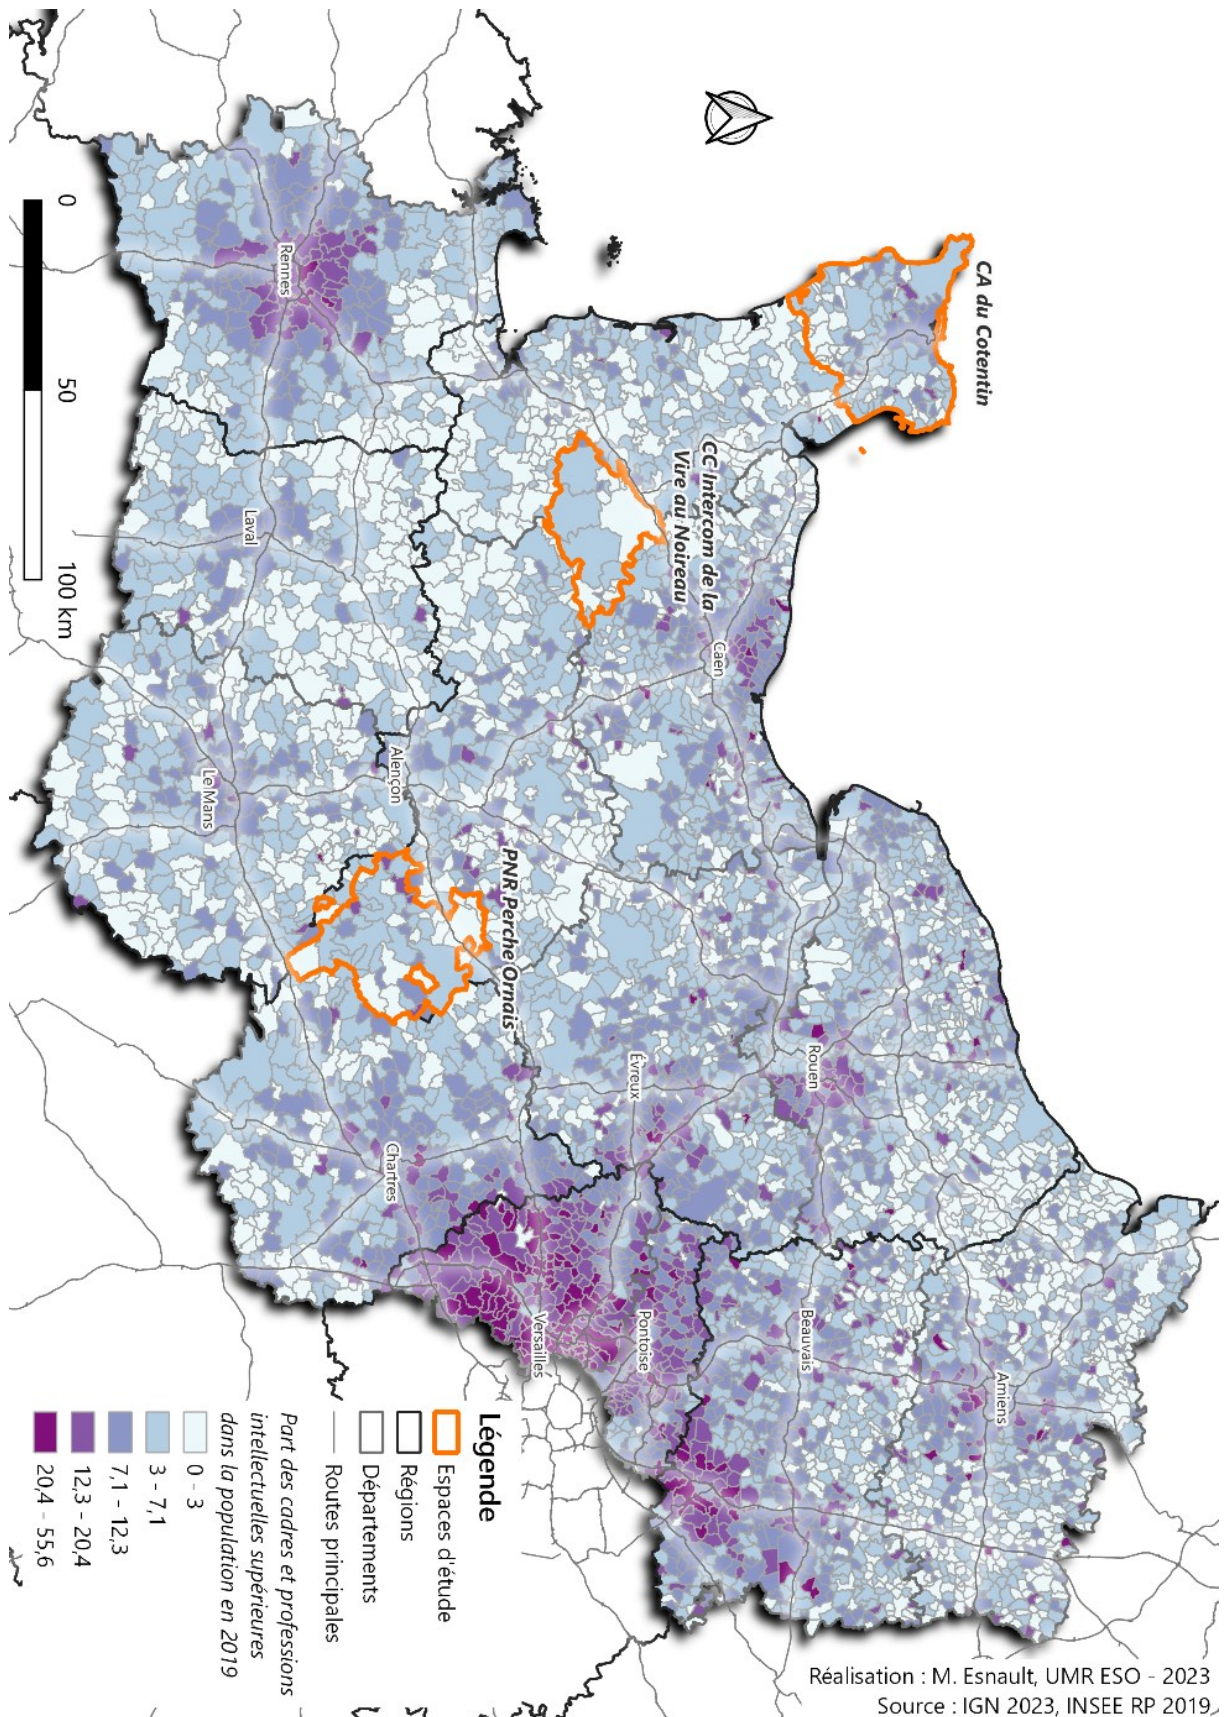 CA du Cotentin
CC Intercom de la
Vire au Noireau
PNR Perche Ornais
Rennes
Laval
Le Mans
Alençon
Caen
Rouen
Évreux
Chartres
Versailles
Pontoise
Beauvais
Amiens
0
50
100 km
Légende
Espaces d'étude
Régions
Départements
Routes principales
Part des cadres et professions
intellectuelles supérieures
dans la population en 2019
0 - 3
3 - 7,1
7,1 - 12,3
12,3 - 20,4
20,4 - 55,6
Réalisation : M. Esnault, UMR ESO - 2023
Source : IGN 2023, INSEE RP 2019